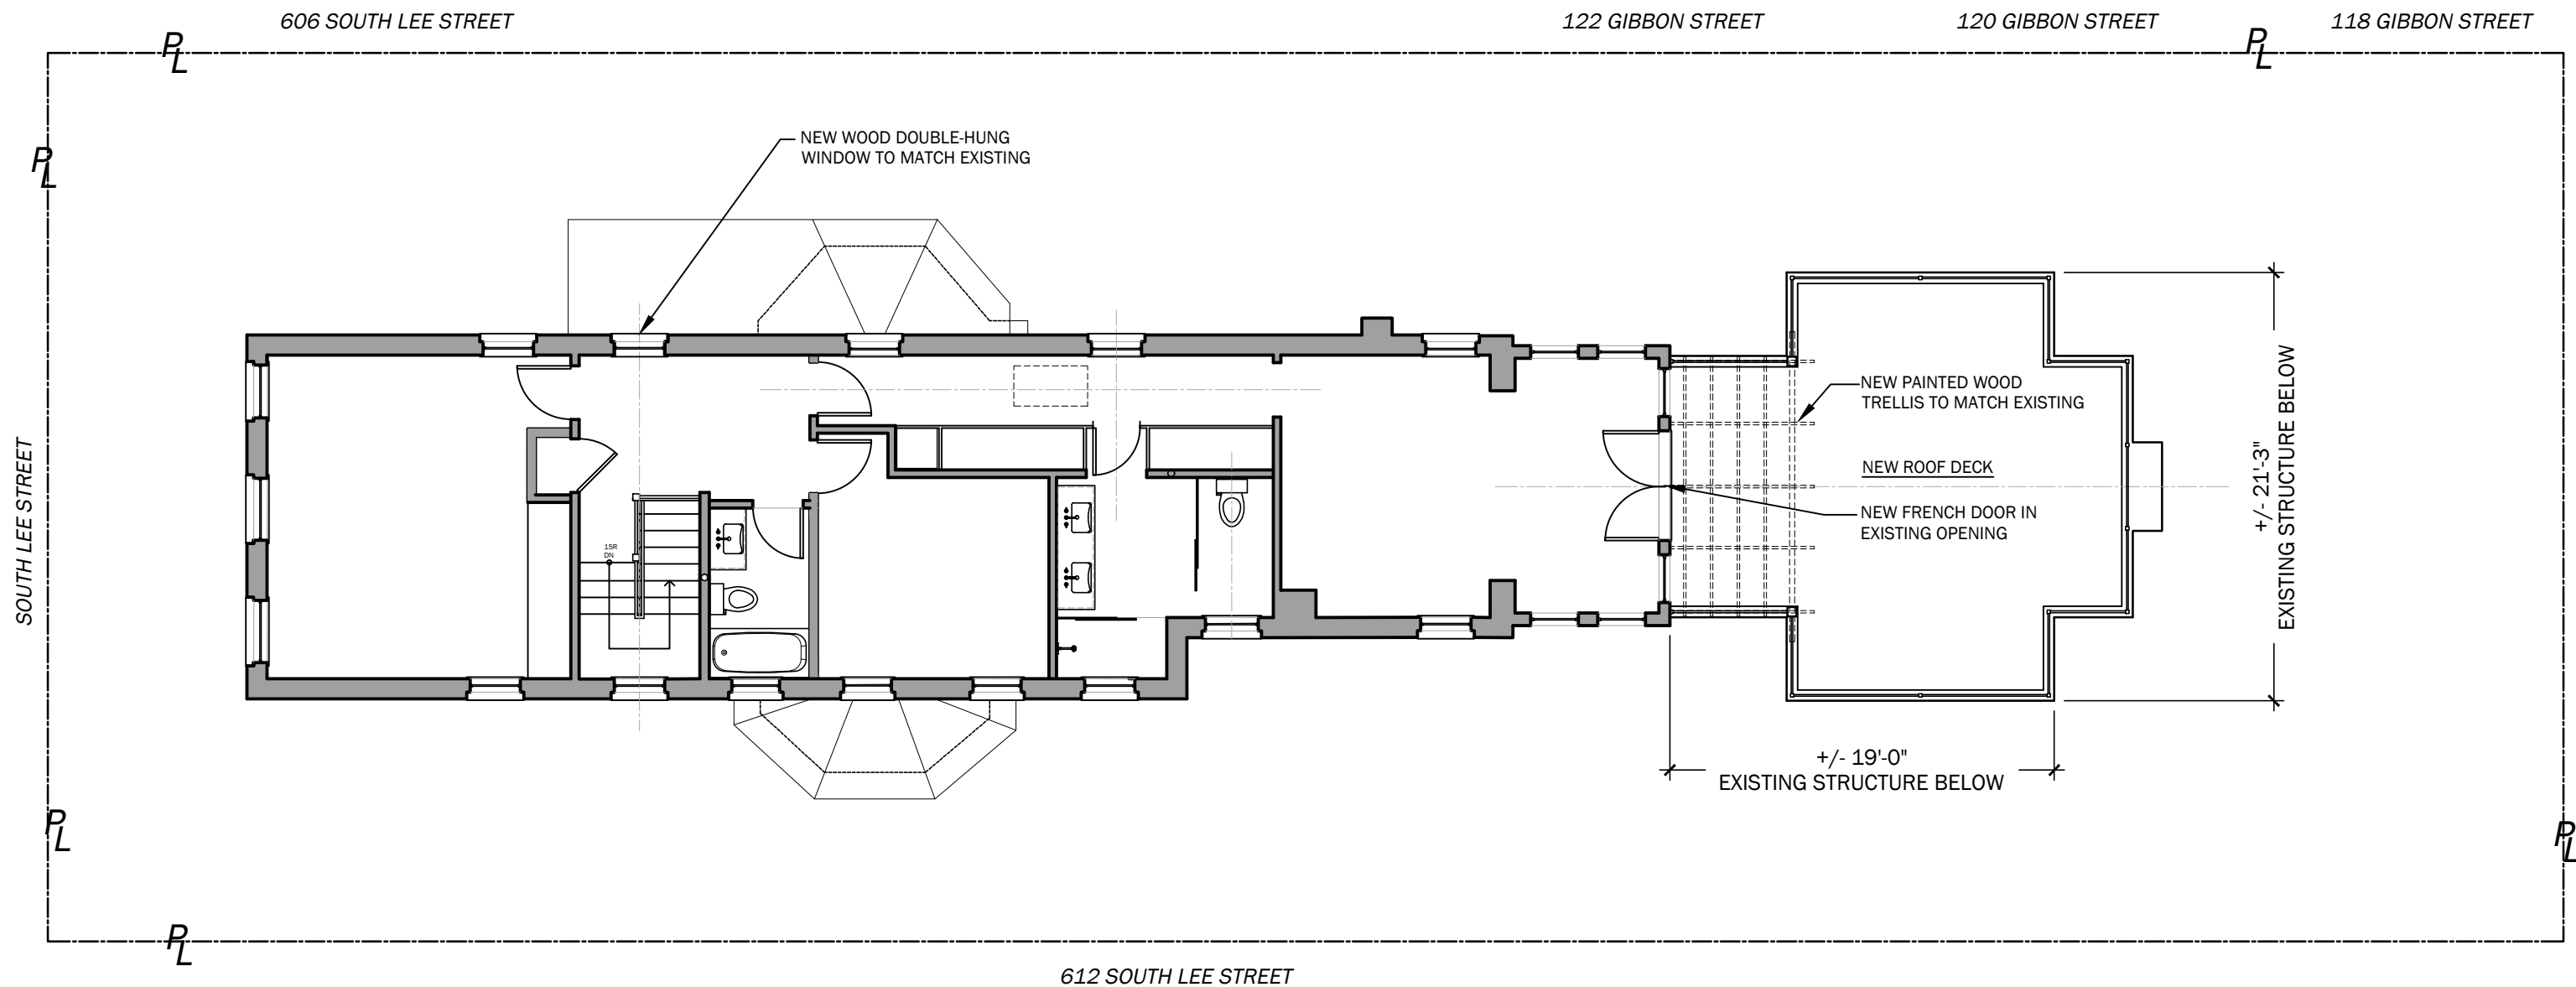 606 SOUTH LEE STREET
122 GIBBON STREET
120 GIBBON STREET
118 GIBBON STREET
PL
PL
PL
NEW WOOD DOUBLE-HUNG
WINDOW TO MATCH EXISTING
SOUTH LEE STREET
15R
DN
NEW PAINTED WOOD
TRELLIS TO MATCH EXISTING
NEW ROOF DECK
NEW FRENCH DOOR IN
EXISTING OPENING
+/- 21'-3"
EXISTING STRUCTURE BELOW
+/- 19'-0"
EXISTING STRUCTURE BELOW
PL
PL
PL
612 SOUTH LEE STREET